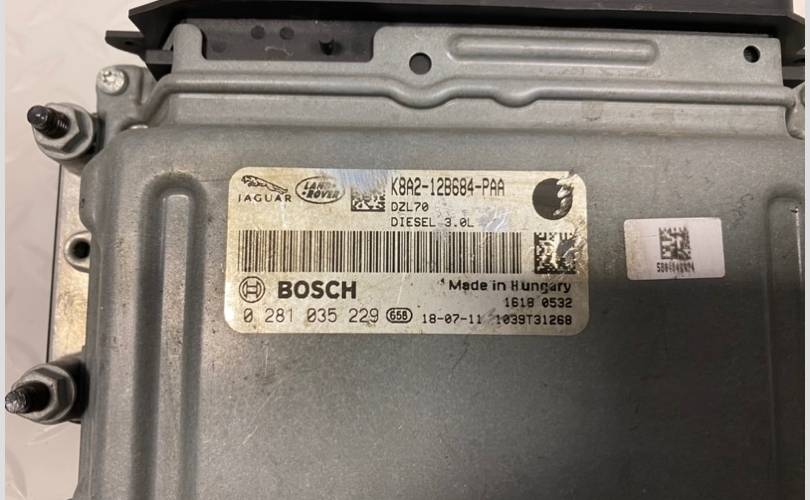 JAGUAR
LAND ROVER
K8A2-12B684-PAA
DZL70
DIESEL 3.0L
BOSCH
Made in Hungary
1618 0532
0 281 035 229 G58 18-07-11 1039T31268